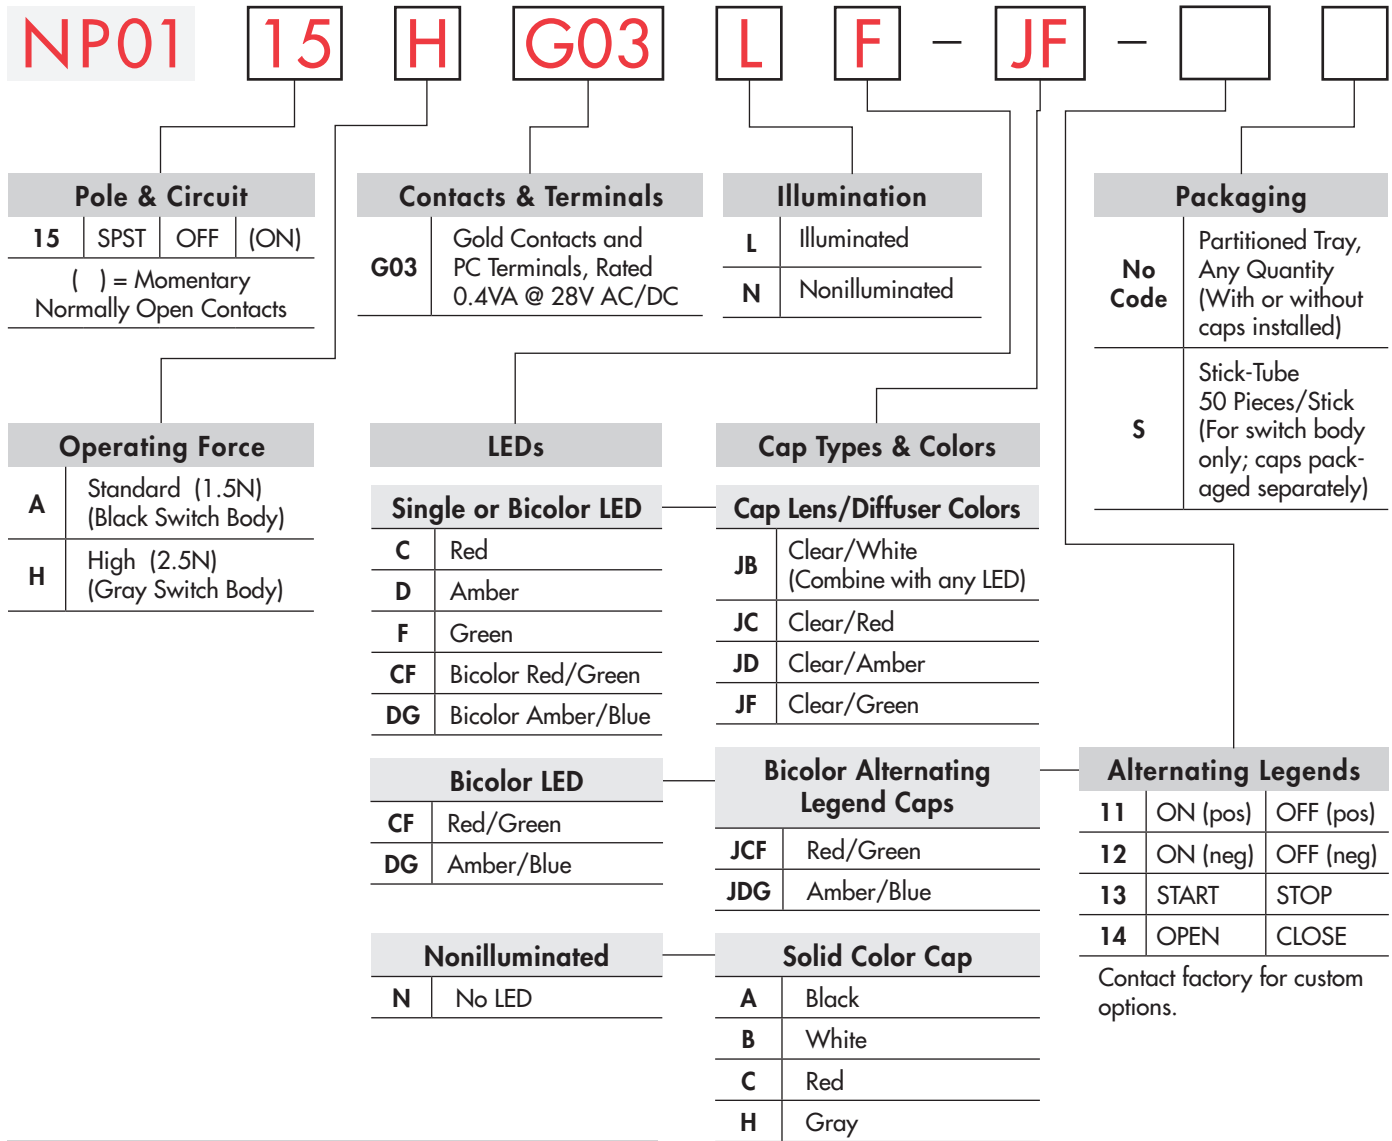 NP01 15 H G03 L F – JF –
Pole & Circuit
15 SPST OFF (ON)
( ) = Momentary
Normally Open Contacts
Contacts & Terminals
G03 Gold Contacts and
PC Terminals, Rated
0.4VA @ 28V AC/DC
Illumination
L Illuminated
N Nonilluminated
Packaging
No
Code
Partitioned Tray,
Any Quantity
(With or without
caps installed)
S
Stick-Tube
50 Pieces/Stick
(For switch body
only; caps pack-
aged separately)
Operating Force
A Standard (1.5N)
(Black Switch Body)
H High (2.5N)
(Gray Switch Body)
LEDs
Single or Bicolor LED
C Red
D Amber
F Green
CF Bicolor Red/Green
DG Bicolor Amber/Blue
Cap Types & Colors
Cap Lens/Diffuser Colors
JB Clear/White
(Combine with any LED)
JC Clear/Red
JD Clear/Amber
JF Clear/Green
Bicolor LED
CF Red/Green
DG Amber/Blue
Bicolor Alternating
Legend Caps
JCF Red/Green
JDG Amber/Blue
Alternating Legends
11 ON (pos) OFF (pos)
12 ON (neg) OFF (neg)
13 START STOP
14 OPEN CLOSE
Contact factory for custom
options.
Nonilluminated
N No LED
Solid Color Cap
A Black
B White
C Red
H Gray